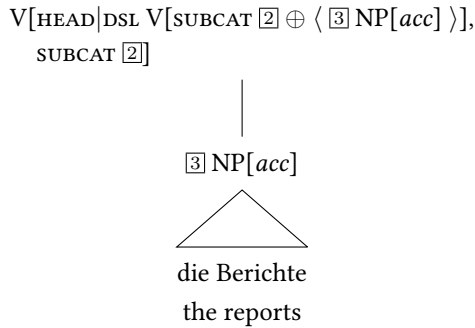 V[HEAD|DSL V[SUBCAT 2 ⊕ ⟨ 3 NP[acc] ⟩],
SUBCAT 2]
3 NP[acc]
die Berichte
the reports